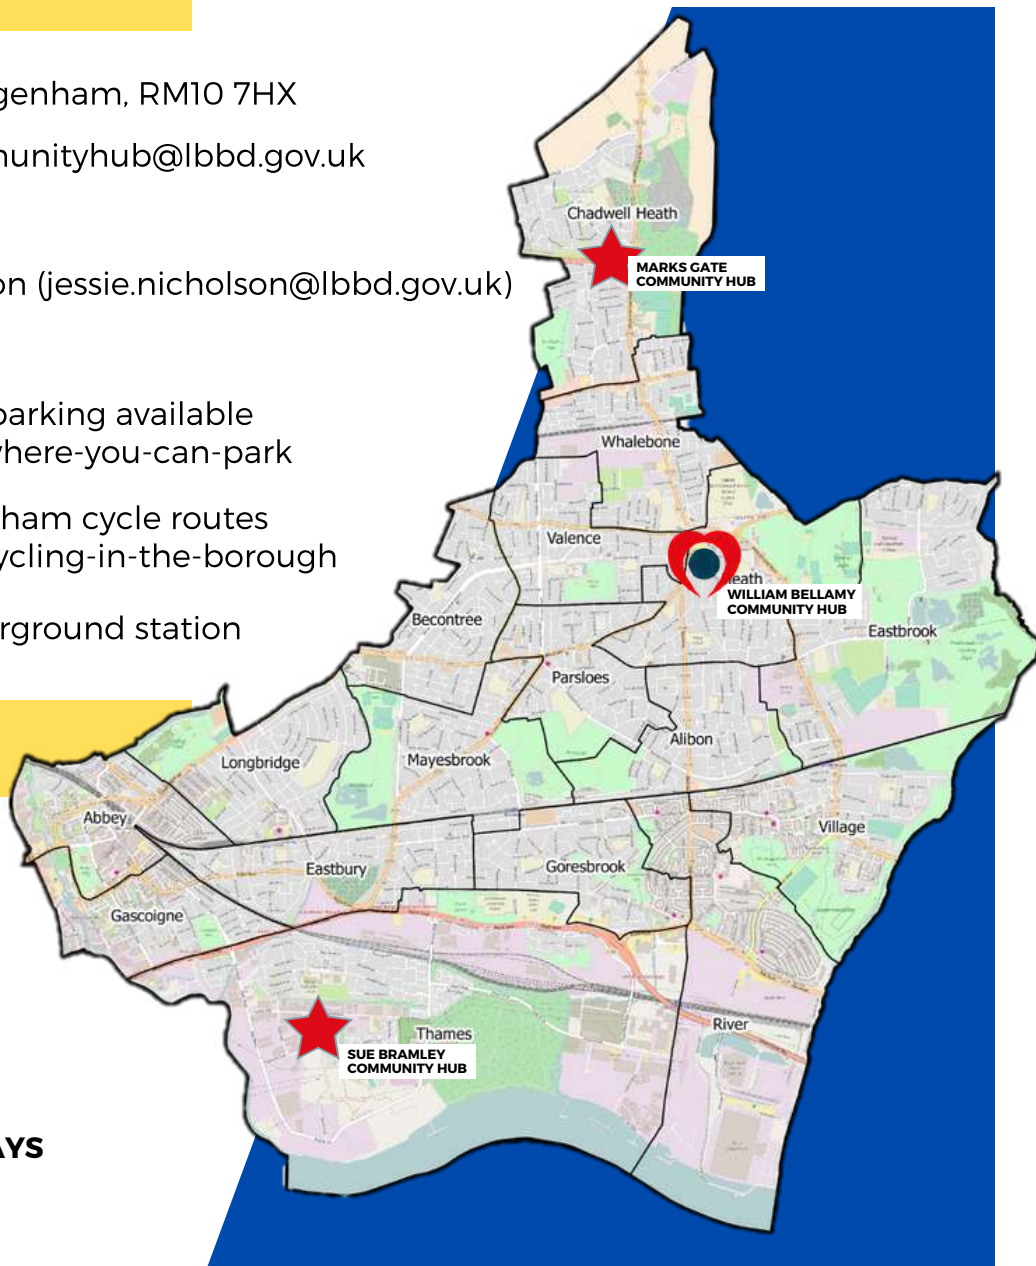 genham, RM10 7HX
munityhub@lbbd.gov.uk
on (jessie.nicholson@lbbd.gov.uk)
parking available
where-you-can-park
ham cycle routes
ycling-in-the-borough
rground station
AYS
Chadwell Heath
MARKS GATE
COMMUNITY HUB
Whalebone
Valence
eath
WILLIAM BELLAMY
COMMUNITY HUB
Becontree
Eastbrook
Parsloes
Alibon
Longbridge
Mayesbrook
Abbey
Village
Eastbury
Goresbrook
Gascoigne
River
Thames
SUE BRAMLEY
COMMUNITY HUB